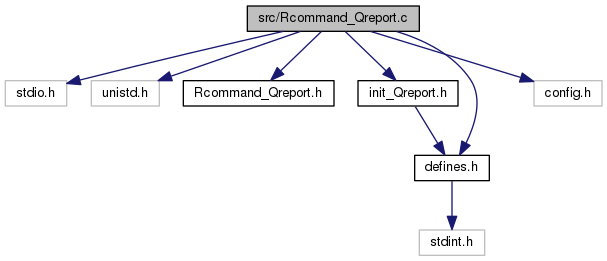 src/Rcommand_Qreport.c
stdio.h
unistd.h
Rcommand_Qreport.h
init_Qreport.h
config.h
defines.h
stdint.h